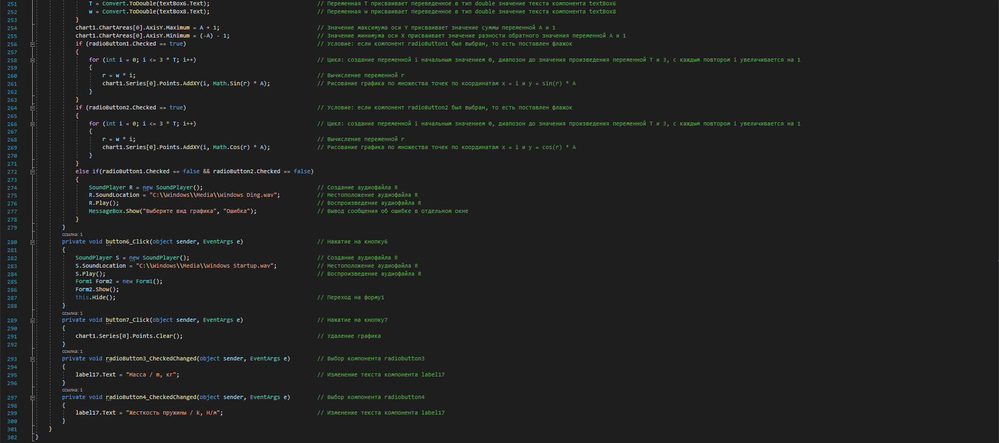 251 T = Convert.ToDouble(textBox6.Text); // Переменная T присваивает переведенное в тип double значение текста компонента textBox6
252 w = Convert.ToDouble(textBox8.Text); // Переменная w присваивает переведенное в тип double значение текста компонента textBox8
253 }
254 chart1.ChartAreas[0].AxisY.Maximum = A + 1; // Значение максимума оси Y присваивает значение суммы переменной A и 1
255 chart1.ChartAreas[0].AxisY.Minimum = (-A) - 1; // Значение минимума оси X присваивает значение разности обратного значения переменной A и 1
256 if (radioButton1.Checked == true) // Условие: если компонент radioButton1 был выбран, то есть поставлен флажок
257 {
258 for (int i = 0; i <= 3 * T; i++) // Цикл: создание переменной i начальным значением 0, диапозон до значения произведения переменной T и 3, с каждым повтором i увеличивается на 1
259 {
260 r = w * i; // Вычисление переменной r
261 chart1.Series[0].Points.AddXY(i, Math.Sin(r) * A); // Рисование графика по множества точек по координатам x = i и y = sin(r) * A
262 }
263 }
264 if (radioButton2.Checked == true) // Условие: если компонент radioButton2 был выбран, то есть поставлен флажок
265 {
266 for (int i = 0; i <= 3 * T; i++) // Цикл: создание переменной i начальным значением 0, диапозон до значения произведения переменной T и 3, с каждым повтором i увеличивается на 1
267 {
268 r = w * i; // Вычисление переменной r
269 chart1.Series[0].Points.AddXY(i, Math.Cos(r) * A); // Рисование графика по множества точек по координатам x = i и y = cos(r) * A
270 }
271 }
272 else if(radioButton1.Checked == false && radioButton2.Checked == false)
273 {
274 SoundPlayer R = new SoundPlayer(); // Создание аудиофайла R
275 R.SoundLocation = "C:\\Windows\\Media\\Windows Ding.wav"; // Местоположение аудиофайла R
276 R.Play(); // Воспроизведение аудиофайла R
277 MessageBox.Show("Выберите вид графика", "Ошибка"); // Вывод сообщения об ошибке в отдельном окне
278 }
279 }
ссылка: 1
280 private void button6_Click(object sender, EventArgs e) // Нажатие на кнопку6
281 {
282 SoundPlayer S = new SoundPlayer(); // Создание аудиофайла R
283 S.SoundLocation = "C:\\Windows\\Media\\Windows Startup.wav"; // Местоположение аудиофайла R
284 S.Play(); // Воспроизведение аудиофайла R
285 Form1 Form2 = new Form1();
286 Form2.Show();
287 this.Hide(); // Переход на форму1
288 }
ссылка: 1
289 private void button7_Click(object sender, EventArgs e) // Нажатие на кнопку7
290 {
291 chart1.Series[0].Points.Clear(); // Удаление графика
292 }
ссылка: 1
293 private void radioButton3_CheckedChanged(object sender, EventArgs e) // Выбор компонента radiobutton3
294 {
295 label17.Text = "Масса / m, кг"; // Изменение текста компонента label17
296 }
ссылка: 1
297 private void radioButton4_CheckedChanged(object sender, EventArgs e) // Выбор компонента radiobutton4
298 {
299 label17.Text = "Жесткость пружины / k, Н/м"; // Изменение текста компонента label17
300 }
301 }
302 }